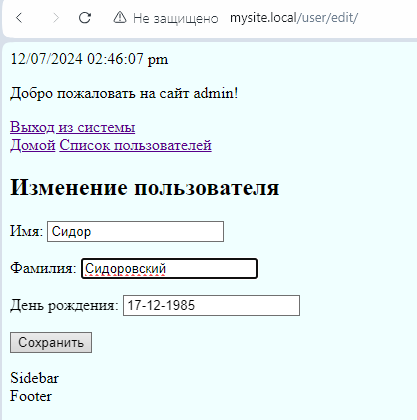 Не защищено mysite.local/user/edit/
12/07/2024 02:46:07 pm
Добро пожаловать на сайт admin!
Выход из системы
Домой Список пользователей
Изменение пользователя
Имя: Сидор
Фамилия: Сидоровский
День рождения: 17-12-1985
Сохранить
Sidebar
Footer